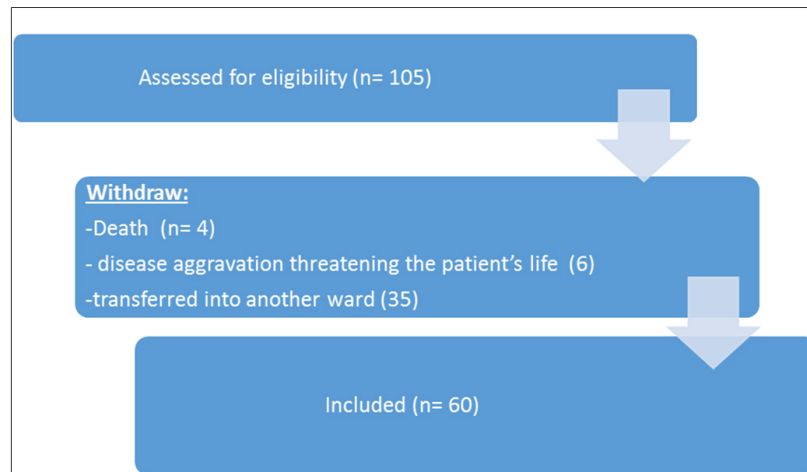 Assessed for eligibility (n= 105)
Withdraw:
-Death  (n= 4)
- disease aggravation threatening the patient’s life  (6)
-transferred into another ward (35)
Included (n= 60)